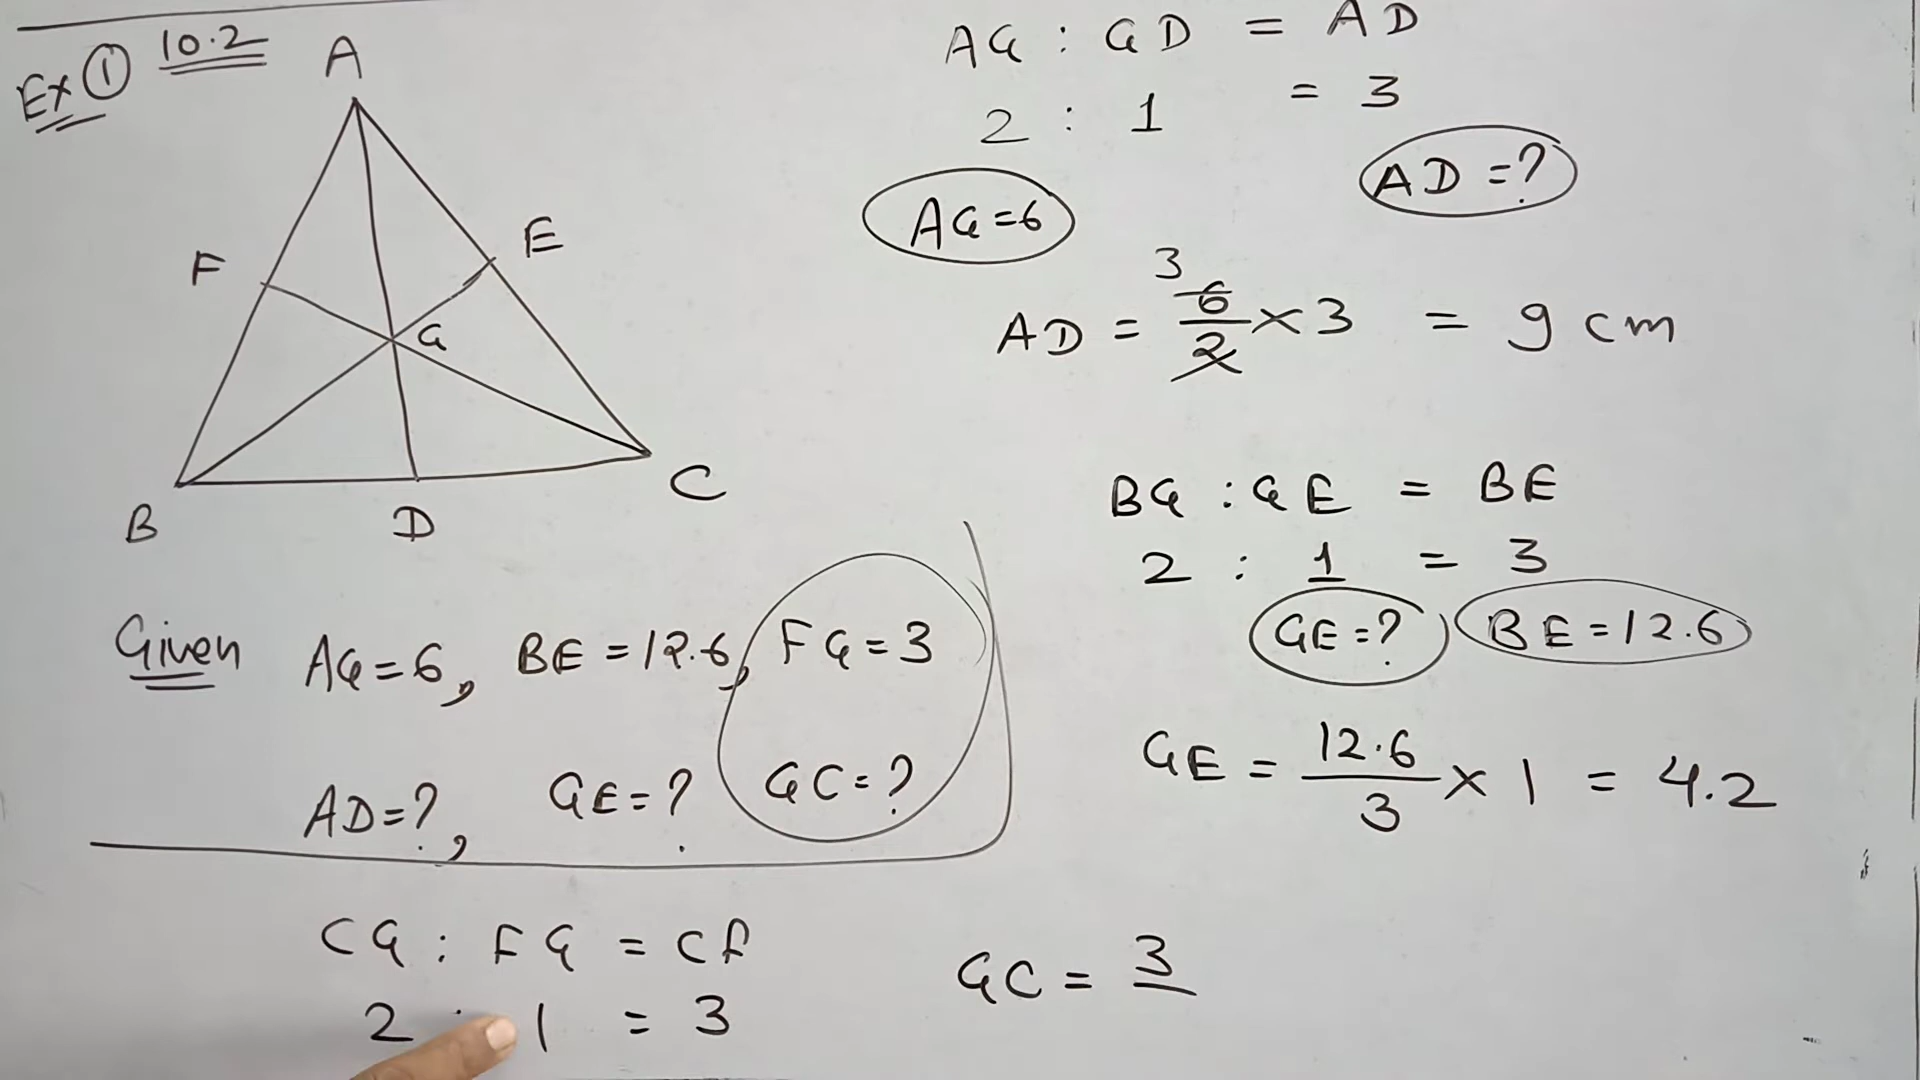 Ex ① 10.2
A
F
E
G
B
D
C
Given AG=6, BE=12.6, FG=3
AD=?, GE=? GC=?
CG : FG = CF
2 : 1 = 3
AG : GD = AD
2 : 1 = 3
AG=6
AD=?
3
AD = 6/2 × 3 = 9 cm
BG : GE = BE
2 : 1 = 3
GE=? BE=12.6
GE = 12.6/3 × 1 = 4.2
GC = 3